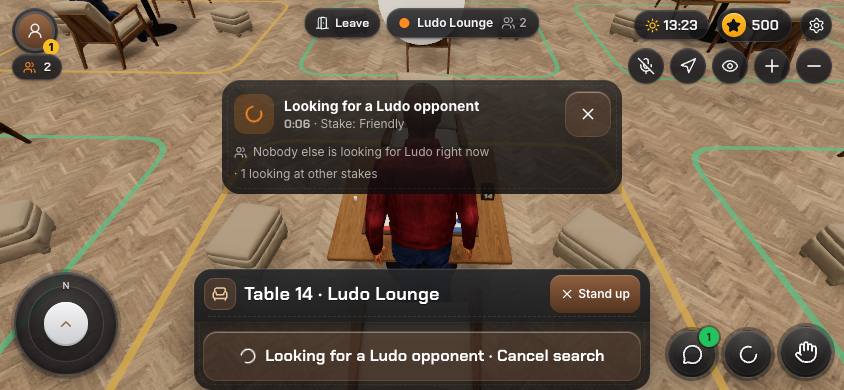 Leave
Ludo Lounge 2
13:23
500
1
2
Looking for a Ludo opponent
0:06 · Stake: Friendly
Nobody else is looking for Ludo right now
· 1 looking at other stakes
14
N
Table 14 · Ludo Lounge
Stand up
Looking for a Ludo opponent · Cancel search
1